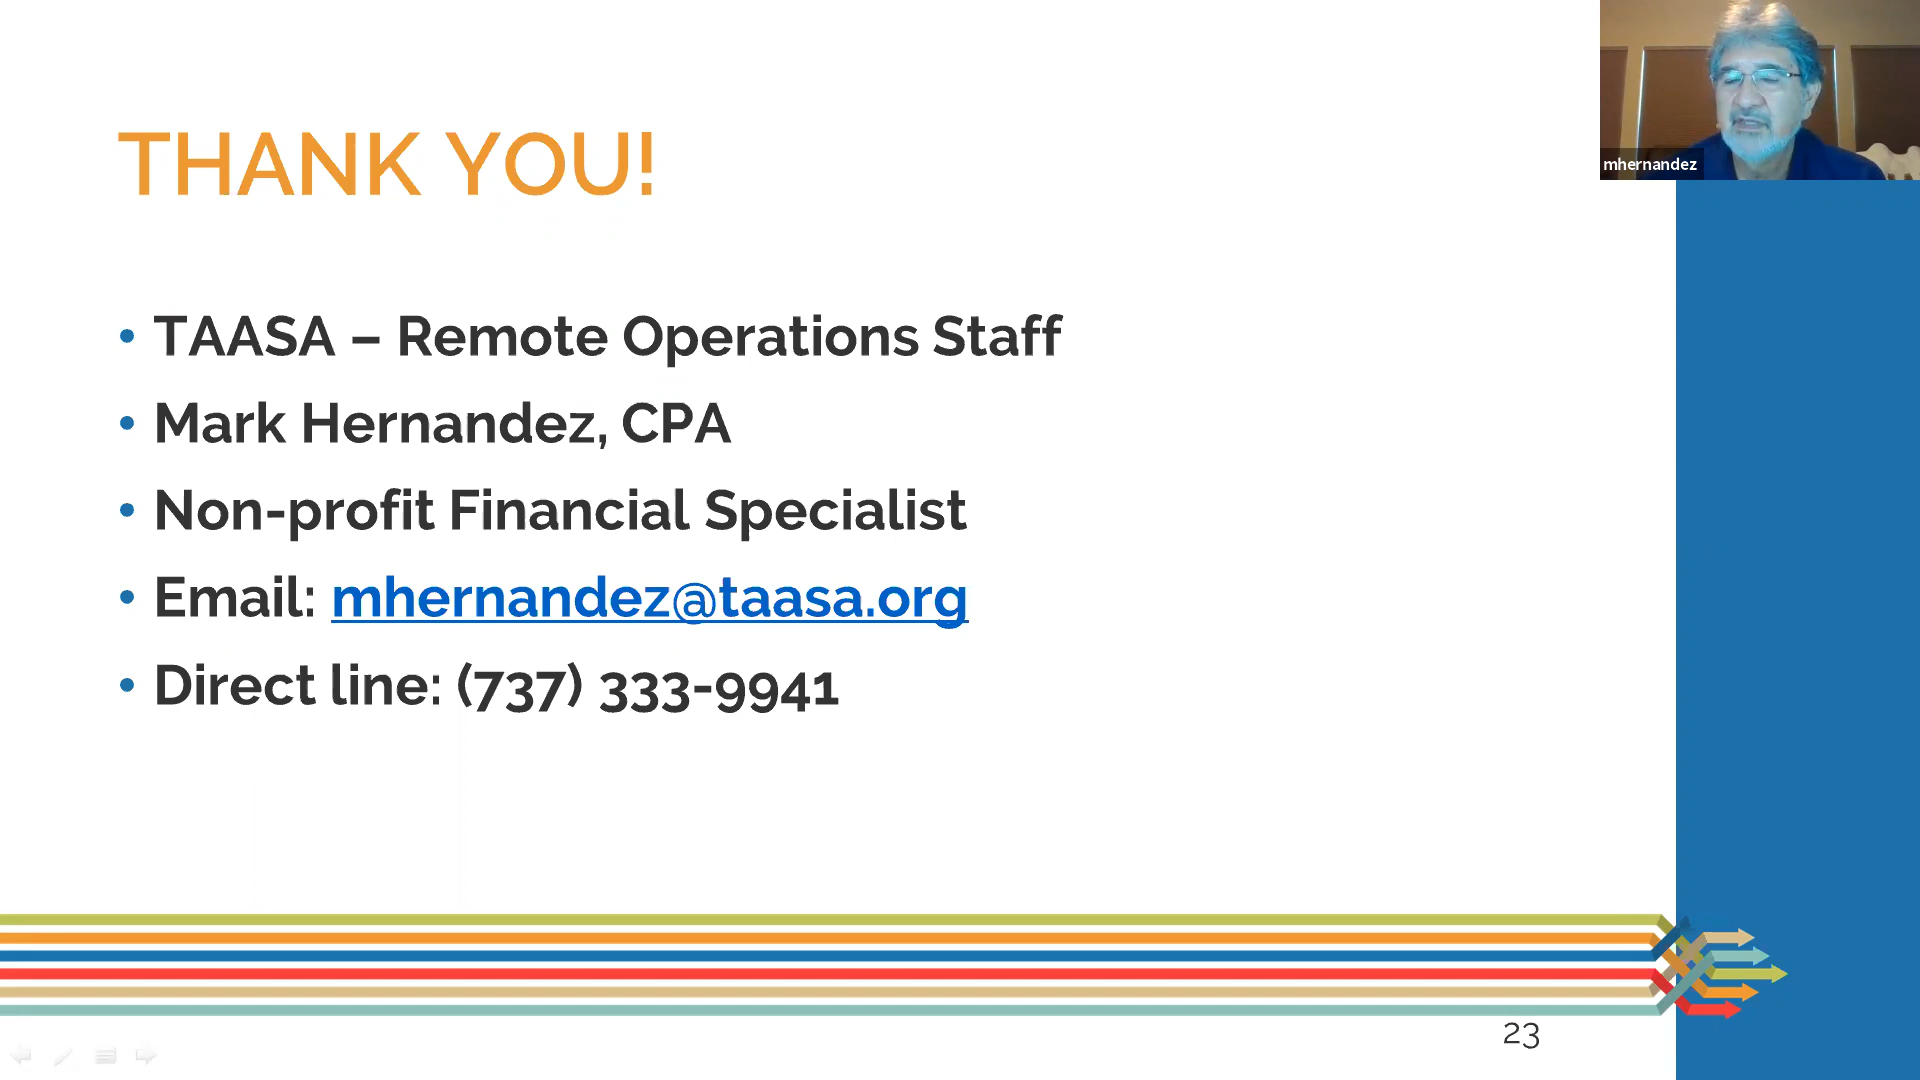 mhernandez
THANK YOU!
• TAASA – Remote Operations Staff
• Mark Hernandez, CPA
• Non-profit Financial Specialist
• Email: mhernandez@taasa.org
• Direct line: (737) 333-9941
23